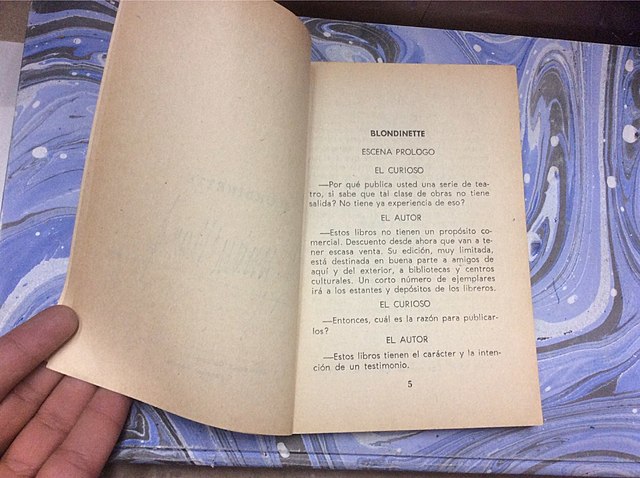 BLONDINETTE
ESCENA PROLOGO
EL CURIOSO
—Por qué publica usted una serie de tea-
tro, si sabe que tal clase de obras no tiene
salida? No tiene ya experiencia de eso?
EL AUTOR
—Estos libros no tienen un propósito co-
mercial. Descuento desde ahora que van a te-
ner escasa venta. Su edición, muy limitada,
está destinada en buena parte a amigos de
aquí y del exterior, a bibliotecas y centros
culturales. Un corto número de ejemplares
irá a los estantes y depósitos de los libreros.
EL CURIOSO
—Entonces, cuál es la razón para publicar-
los?
EL AUTOR
—Estos libros tienen el carácter y la inten-
ción de un testimonio.
5